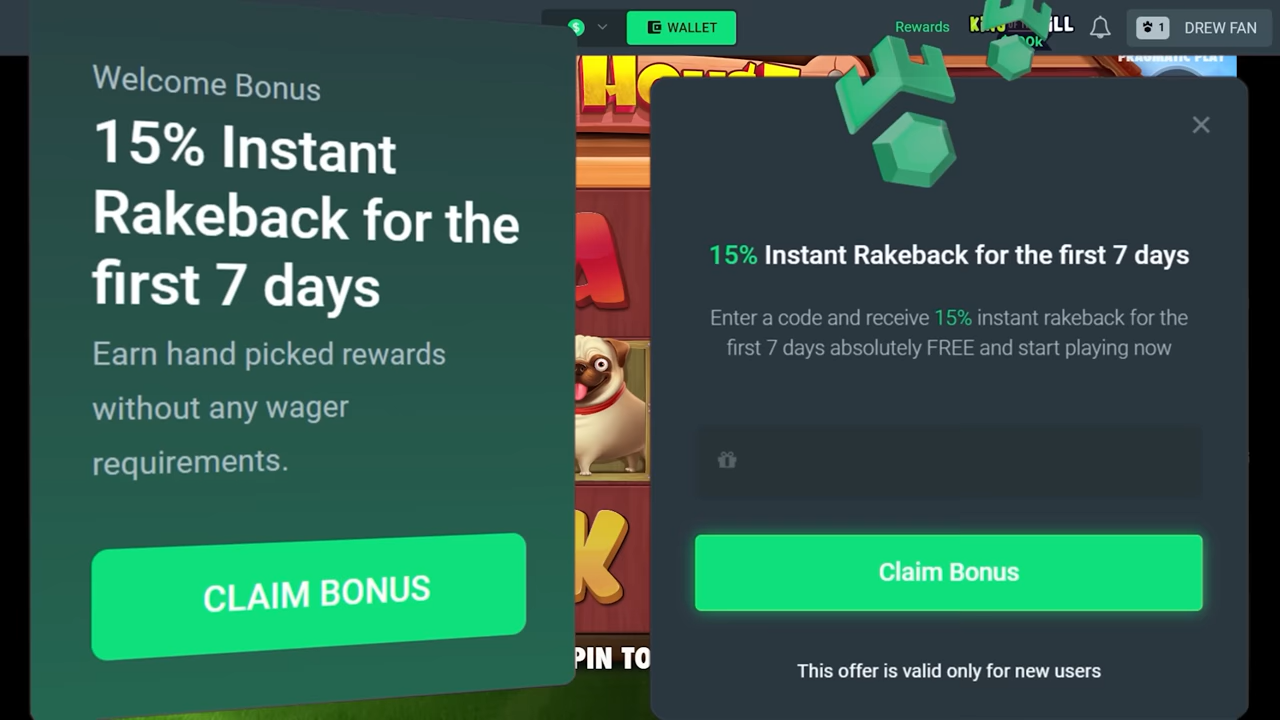 WALLET
Rewards
1
DREW FAN
PRAGMATIC PLAY
HOUSE
Welcome Bonus
15% Instant
Rakeback for the
first 7 days
Earn hand picked rewards
without any wager
requirements.
CLAIM BONUS
A
K
PIN TO
15% Instant Rakeback for the first 7 days
Enter a code and receive 15% instant rakeback for the
first 7 days absolutely FREE and start playing now
Claim Bonus
This offer is valid only for new users